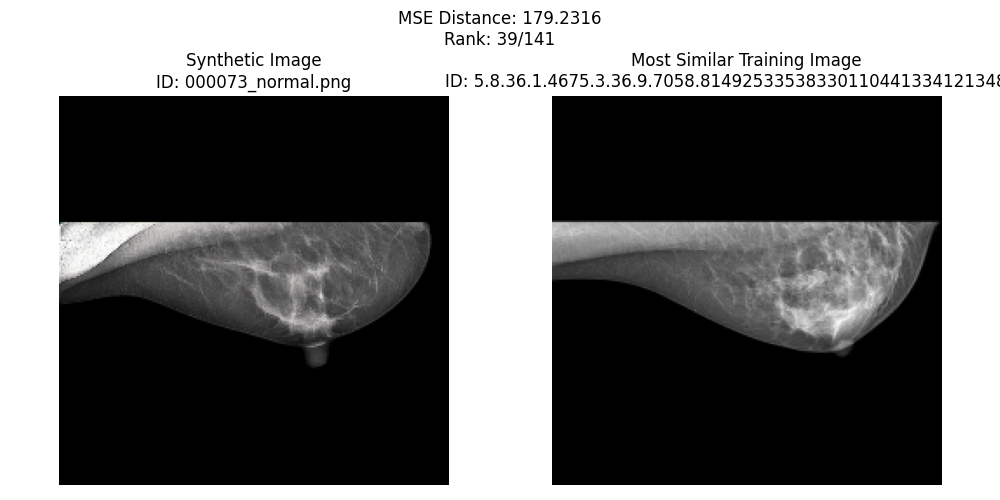 MSE Distance: 179.2316
Rank: 39/141
Synthetic Image
ID: 000073_normal.png
Most Similar Training Image
ID: 5.8.36.1.4675.3.36.9.7058.81492533538330110441334121348